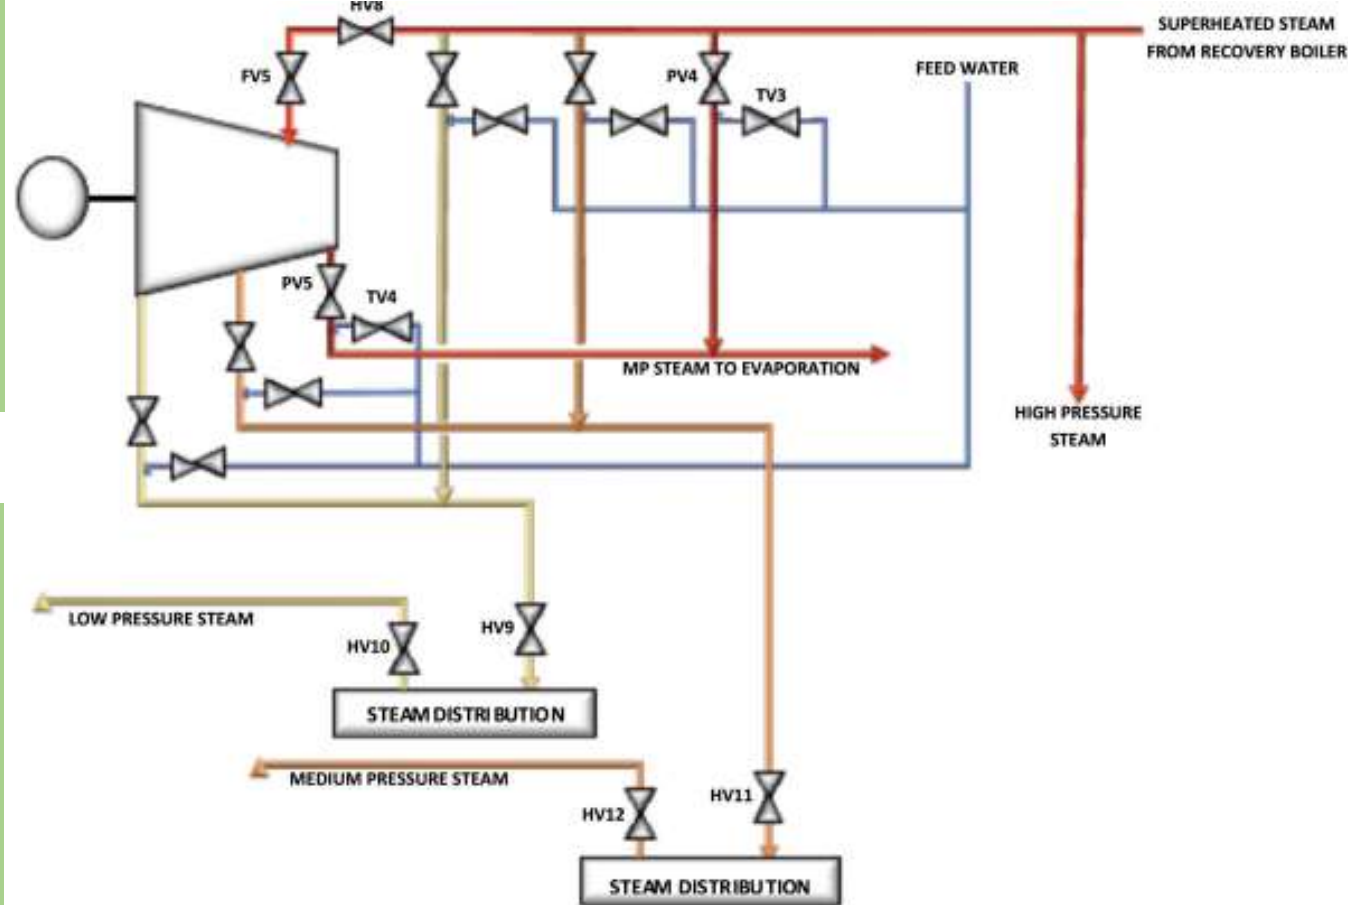 HV8
SUPERHEATED STEAM
FROM RECOVERY BOILER
FV5
PV4
FEED WATER
TV3
PV5
TV4
MP STEAM TO EVAPORATION
HIGH PRESSURE
STEAM
LOW PRESSURE STEAM
HV10
HV9
STEAM DISTRIBUTION
MEDIUM PRESSURE STEAM
HV12
HV11
STEAM DISTRIBUTION